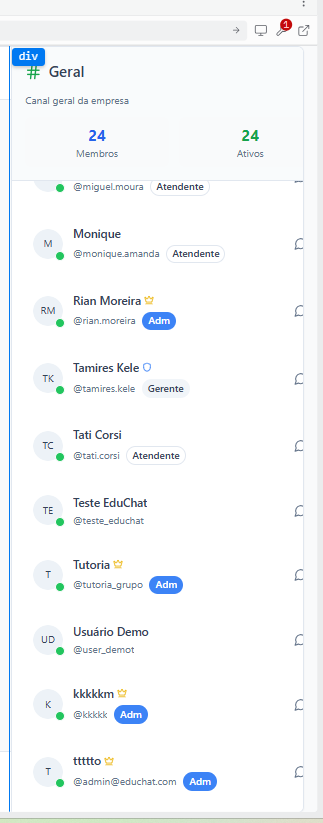 1
div
# Geral
Canal geral da empresa
24
Membros
24
Ativos
@miguel.moura Atendente
M
Monique
@monique.amanda Atendente
RM
Rian Moreira
@rian.moreira Adm
TK
Tamires Kele
@tamires.kele Gerente
TC
Tati Corsi
@tati.corsi Atendente
TE
Teste EduChat
@teste_educhat
T
Tutoria
@tutoria_grupo Adm
UD
Usuário Demo
@user_demot
K
kkkkkm
@kkkkk Adm
T
ttttto
@admin@educhat.com Adm